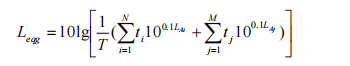 L_{eqg} = 10lg[\frac{1}{T}(\sum_{i=1}^{N} t_i 10^{0.1L_{Ai}} + \sum_{j=1}^{M} t_j 10^{0.1L_{Aj}})]